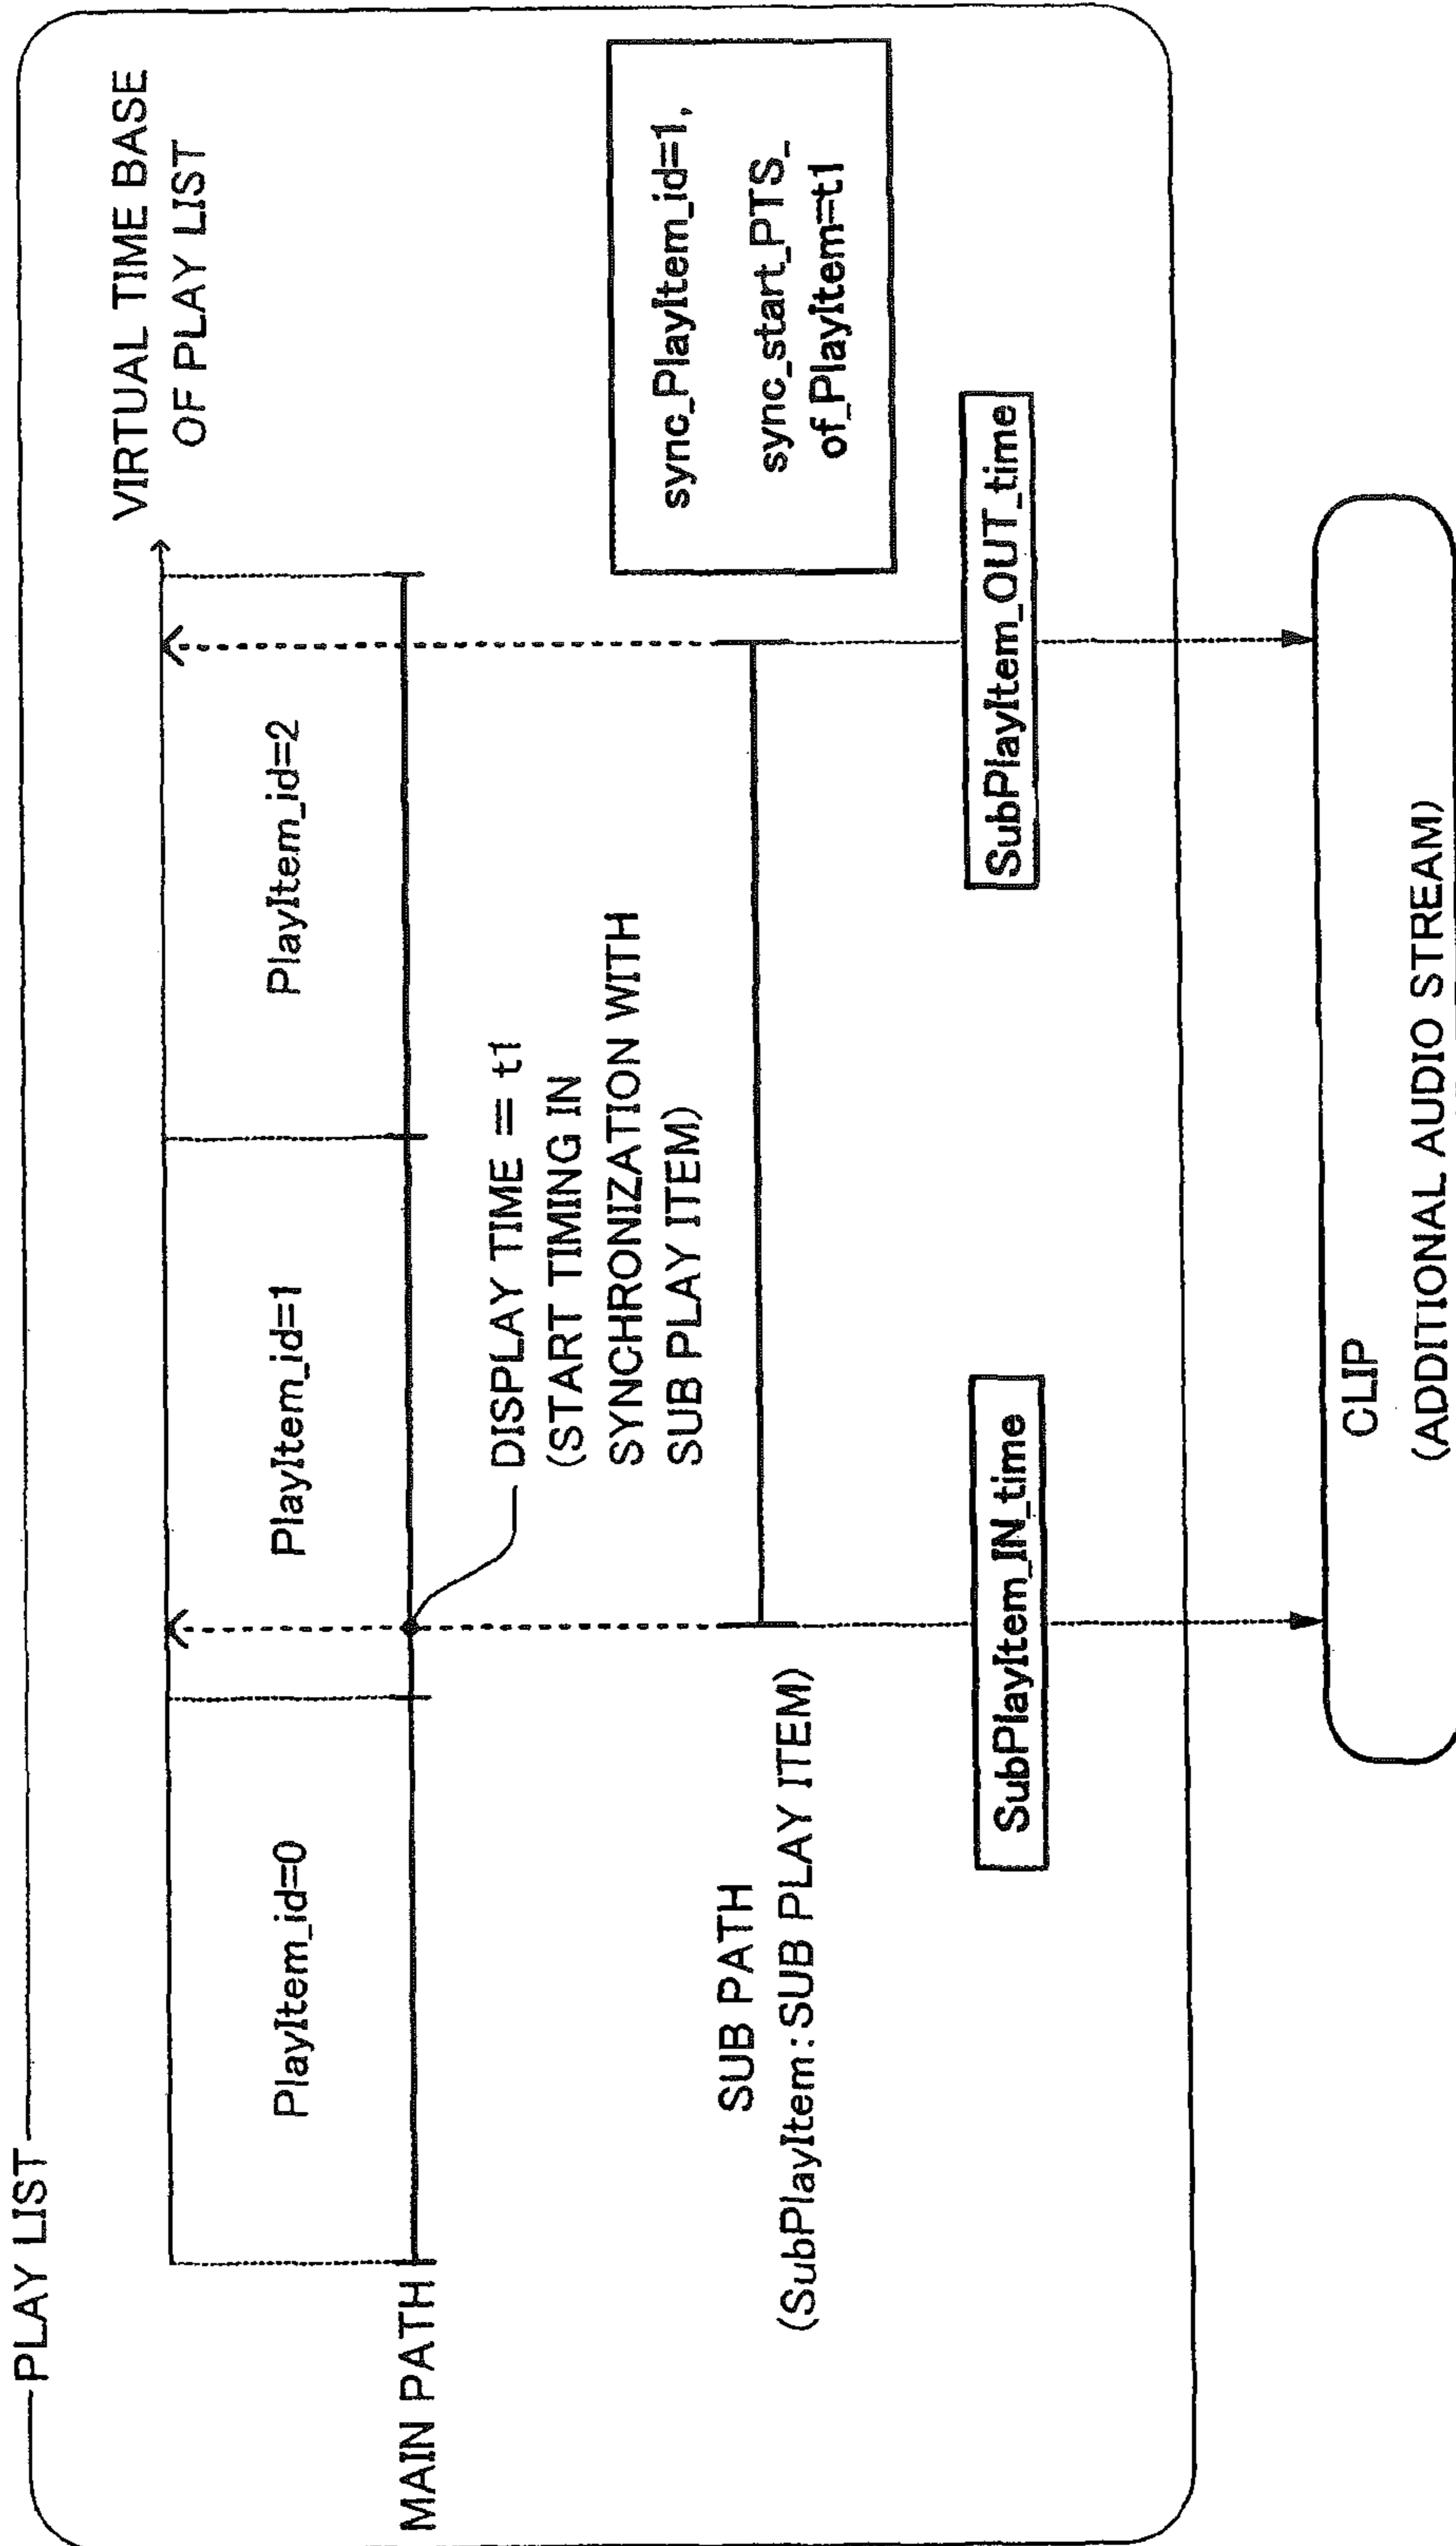 PLAY LIST
VIRTUAL TIME BASE
OF PLAY LIST
PlayItem_id=0
PlayItem_id=1
PlayItem_id=2
MAIN PATH
DISPLAY TIME = t1
(START TIMING IN
SYNCHRONIZATION WITH
SUB PLAY ITEM)
sync_PlayItem_id=1,
sync_start_PTS_
of_PlayItem=t1
SUB PATH
(SubPlayItem:SUB PLAY ITEM)
SubPlayItem_IN_time
SubPlayItem_OUT_time
CLIP
(ADDITIONAL AUDIO STREAM)